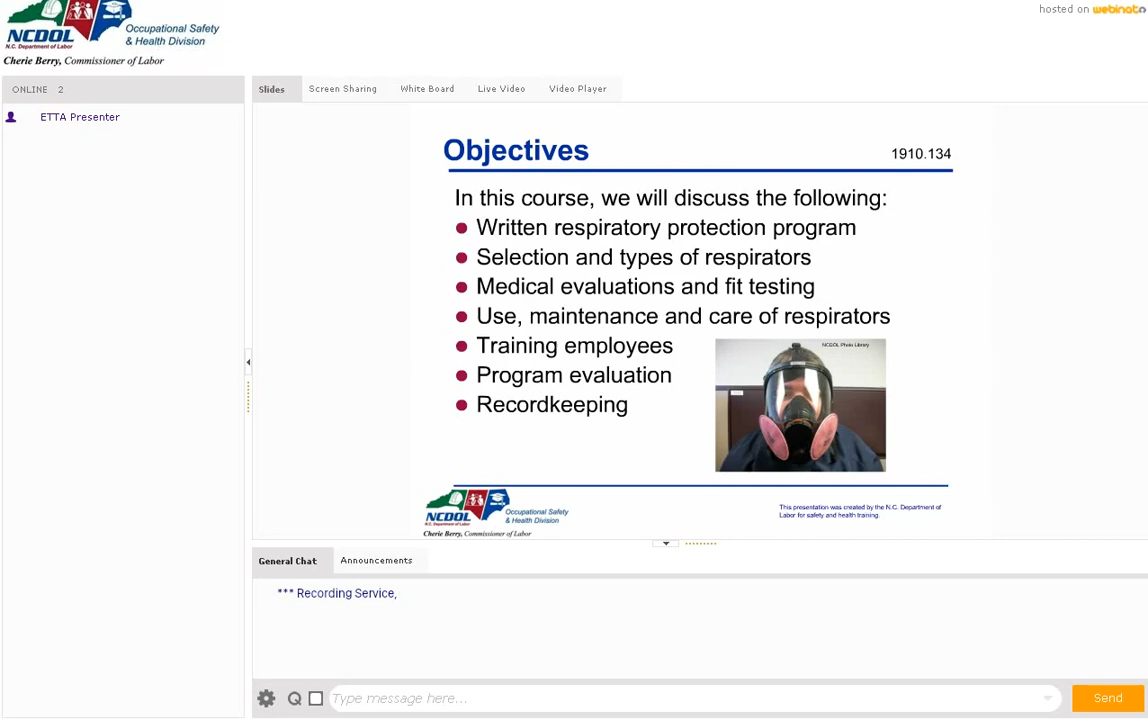 NCDOL
N.C. Department of Labor
Occupational Safety
& Health Division
Cherie Berry, Commissioner of Labor
hosted on webinato
ONLINE 2
ETTA Presenter
Slides
Screen Sharing
White Board
Live Video
Video Player
Objectives
1910.134
In this course, we will discuss the following:
Written respiratory protection program
Selection and types of respirators
Medical evaluations and fit testing
Use, maintenance and care of respirators
Training employees
Program evaluation
Recordkeeping
NCDOL Photo Library
NCDOL
N.C. Department of Labor
Occupational Safety
& Health Division
Cherie Berry, Commissioner of Labor
This presentation was created by the N.C. Department of
Labor for safety and health training.
General Chat
Announcements
*** Recording Service,
Q
Type message here...
Send